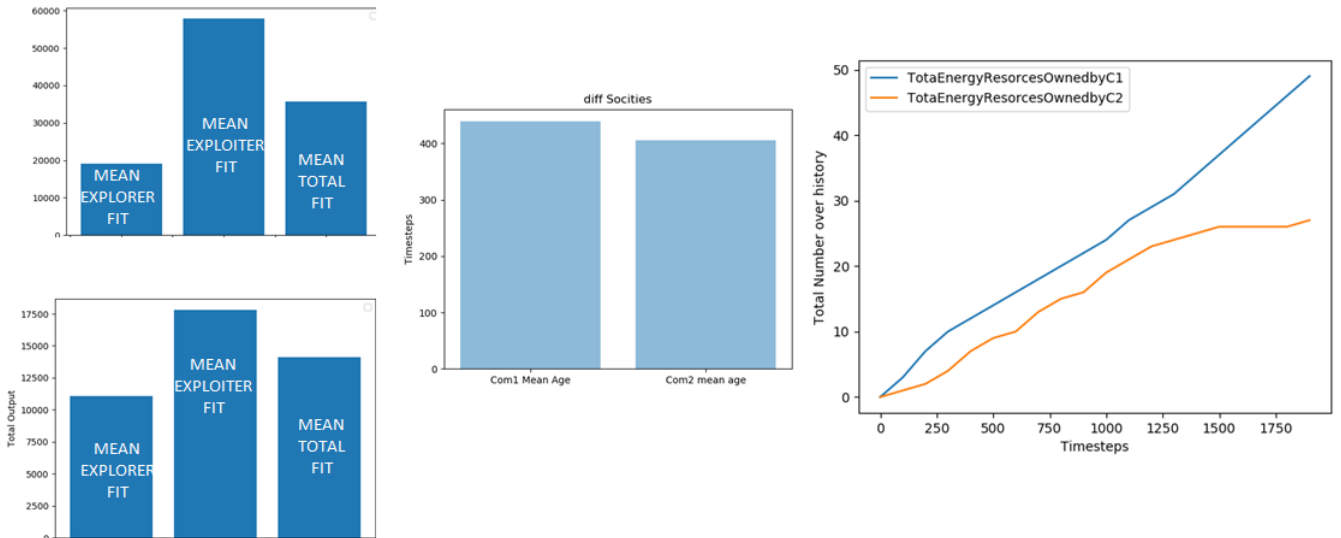 60000
50000
40000
30000
20000
10000
0
MEAN
EXPLORER
FIT
MEAN
EXPLOITER
FIT
MEAN
TOTAL
FIT
Total Output
17500
15000
12500
10000
7500
5000
2500
0
MEAN
EXPLORER
FIT
MEAN
EXPLOITER
FIT
MEAN
TOTAL
FIT
diff Socities
Timesteps
400
300
200
100
0
Com1 Mean Age
Com2 mean age
TotaEnergyResorcesOwnedbyC1
TotaEnergyResorcesOwnedbyC2
Total Number over history
50
40
30
20
10
0
0 250 500 750 1000 1250 1500 1750
Timesteps